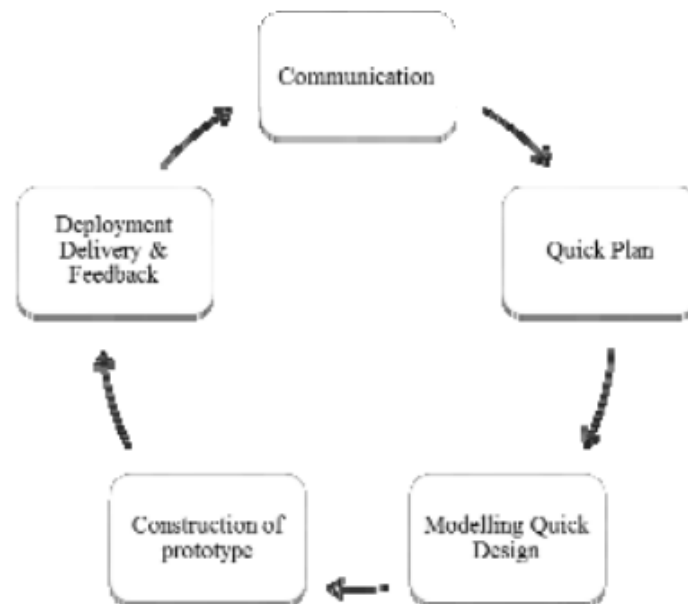 Communication
Quick Plan
Modelling Quick
Design
Construction of
prototype
Deployment
Delivery &
Feedback